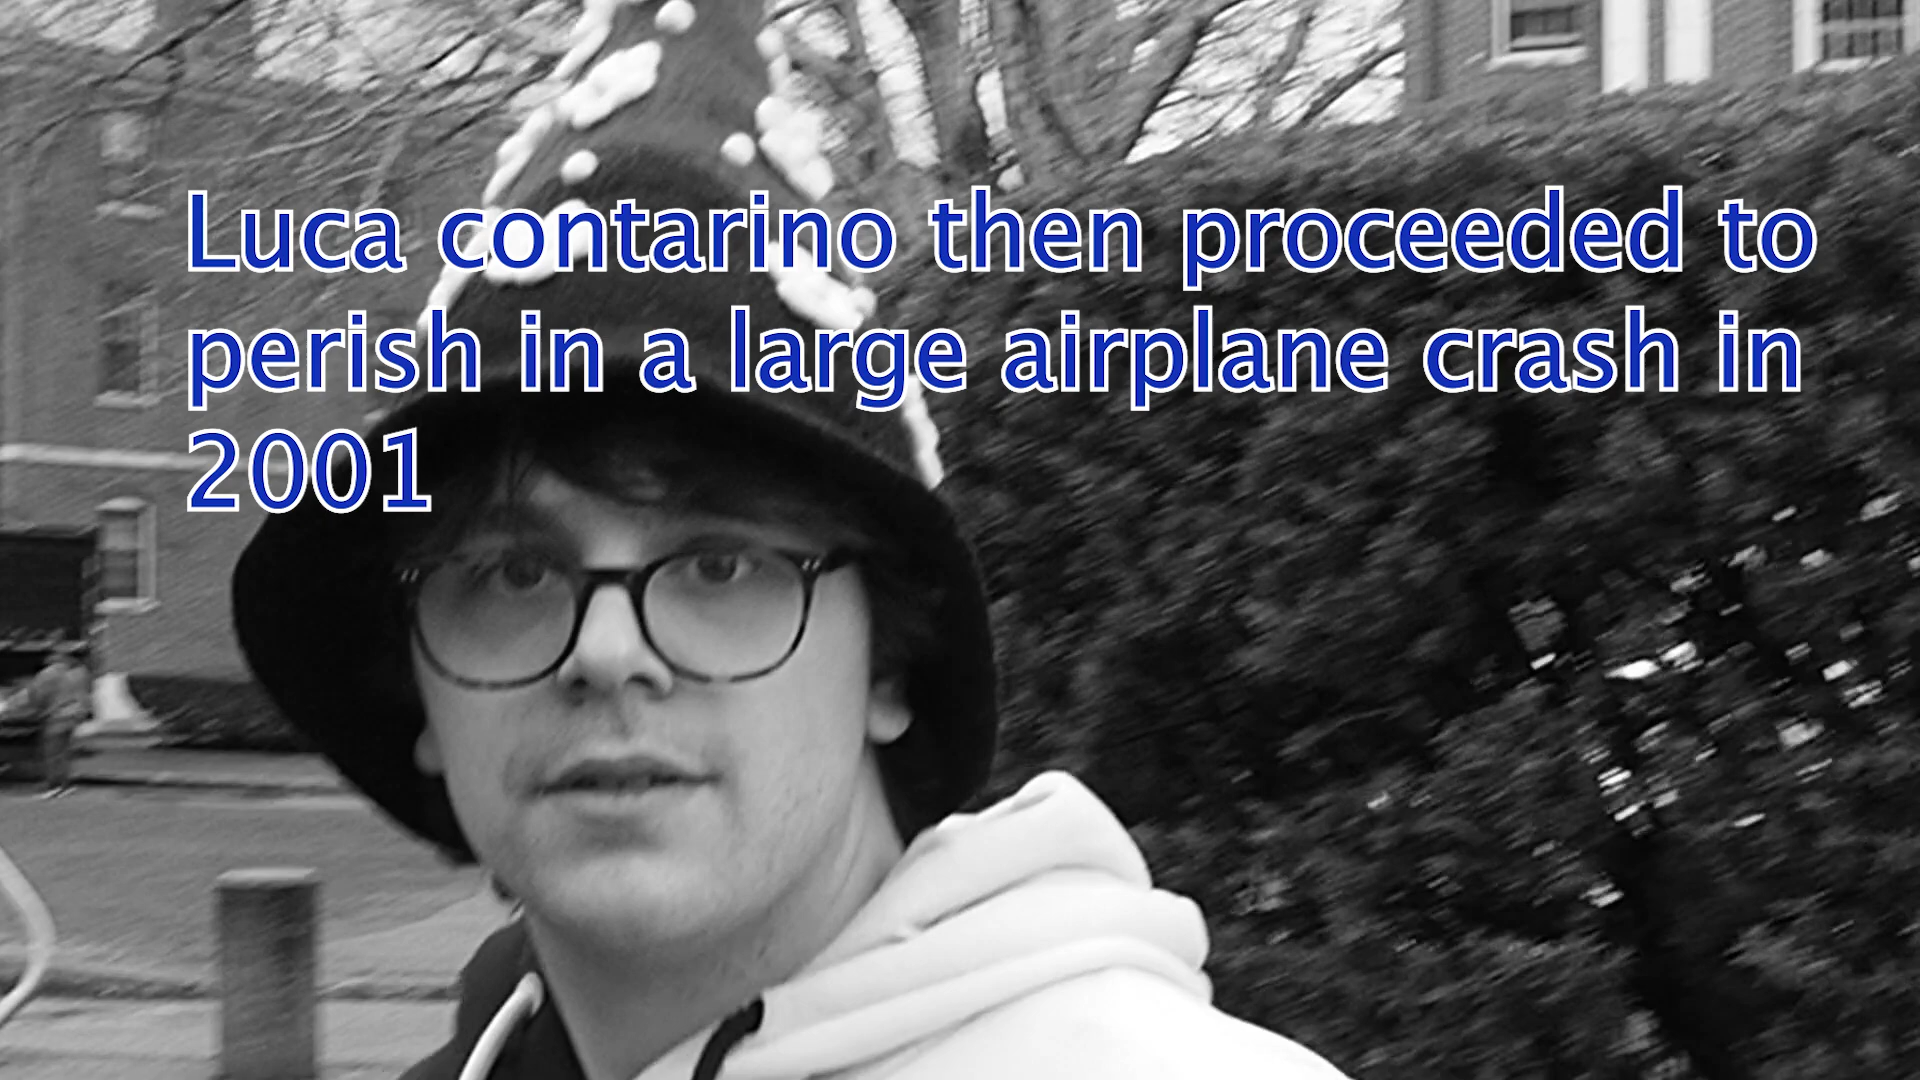 Luca contarino then proceeded to
perish in a large airplane crash in
2001